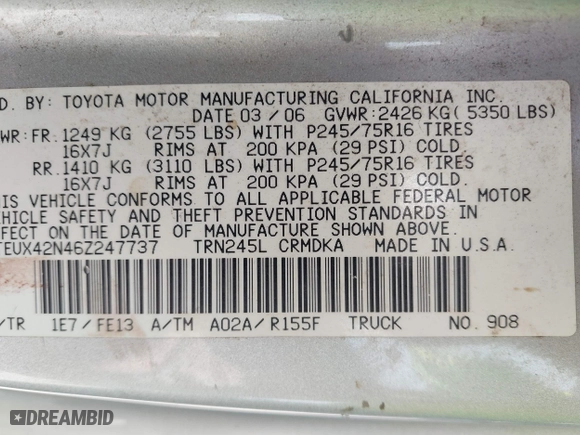 D. BY: TOYOTA MOTOR MANUFACTURING CALIFORNIA INC.
DATE 03/06 GVWR:2426 KG( 5350 LBS)
WR:FR. 1249 KG (2755 LBS) WITH P245/75R16 TIRES
16X7J RIMS AT 200 KPA (29 PSI) COLD.
RR. 1410 KG (3110 LBS) WITH P245/75R16 TIRES
16X7J RIMS AT 200 KPA (29 PSI) COLD.
IS VEHICLE CONFORMS TO ALL APPLICABLE FEDERAL MOTOR
EHICLE SAFETY AND THEFT PREVENTION STANDARDS IN
FFECT ON THE DATE OF MANUFACTURE SHOWN ABOVE.
TEUX42N46Z247737 TRN245L CRMDKA MADE IN U.S.A.
/TR 1E7/FE13 A/TM A02A/R155F TRUCK NO. 908
DREAMBID